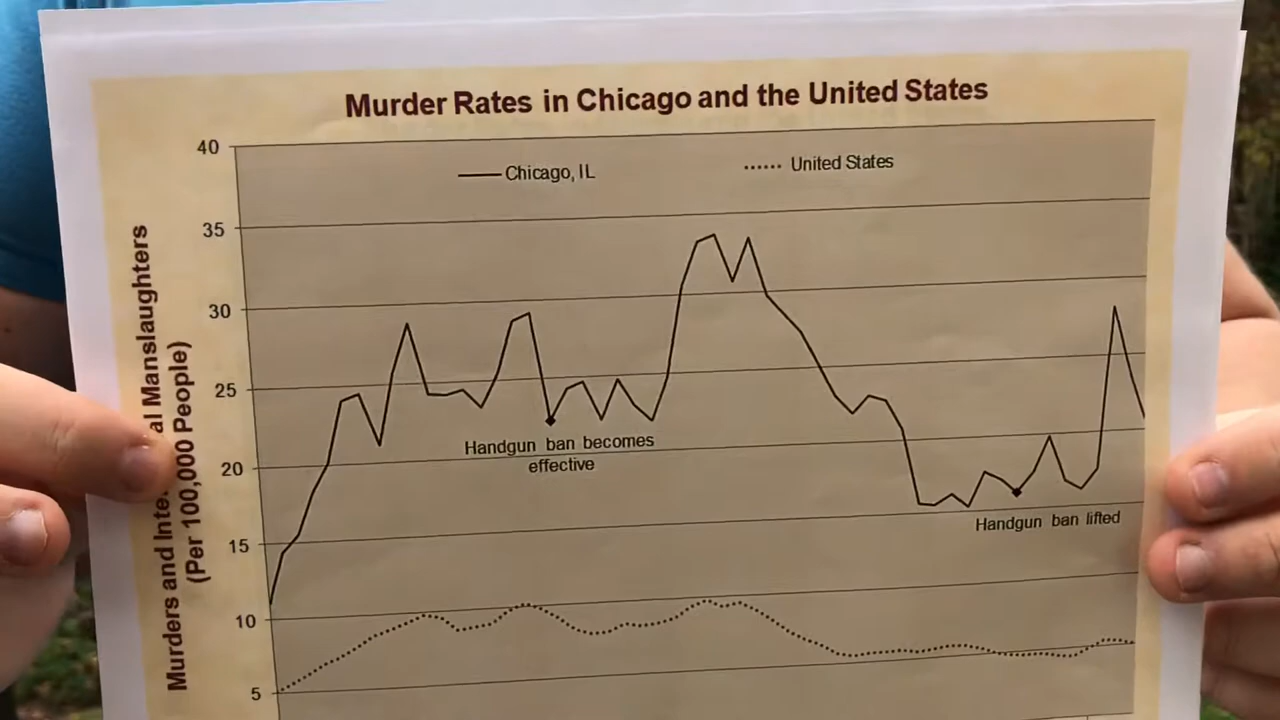 Murder Rates in Chicago and the United States
40
Chicago, IL
United States
35
30
25
20
15
10
5
Handgun ban becomes
effective
Handgun ban lifted
Murders and al Manslaughters
(Per 100,000 People)